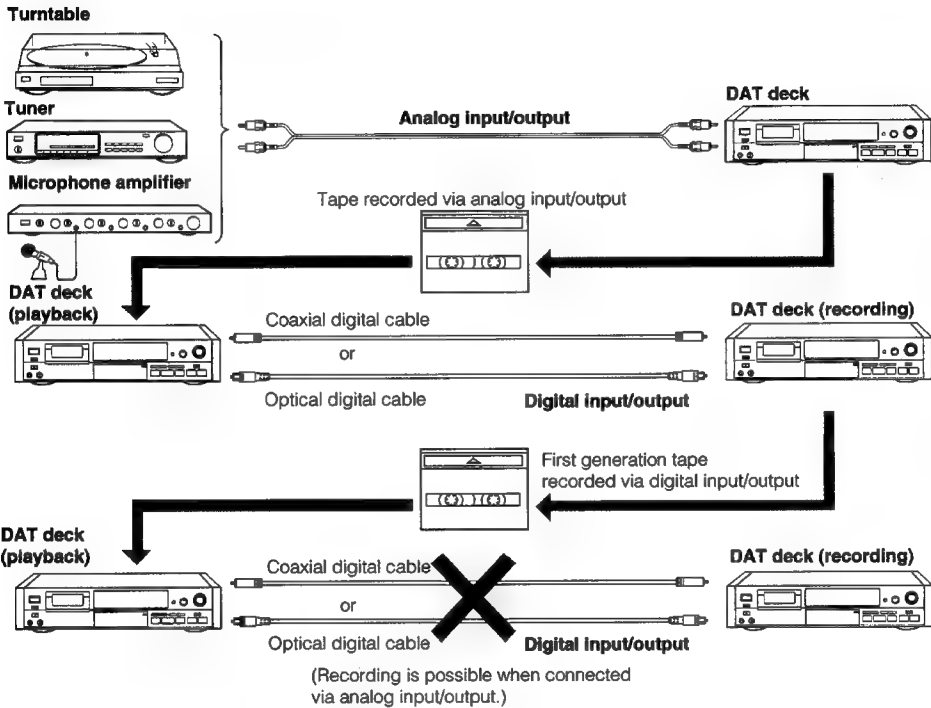 Turntable
Tuner
Microphone amplifier
Analog input/output
DAT deck
Tape recorded via analog input/output
DAT deck
(playback)
Coaxial digital cable
or
Optical digital cable
Digital input/output
DAT deck (recording)
First generation tape
recorded via digital input/output
DAT deck
(playback)
Coaxial digital cable
or
Optical digital cable
Digital input/output
DAT deck (recording)
(Recording is possible when connected
via analog input/output.)